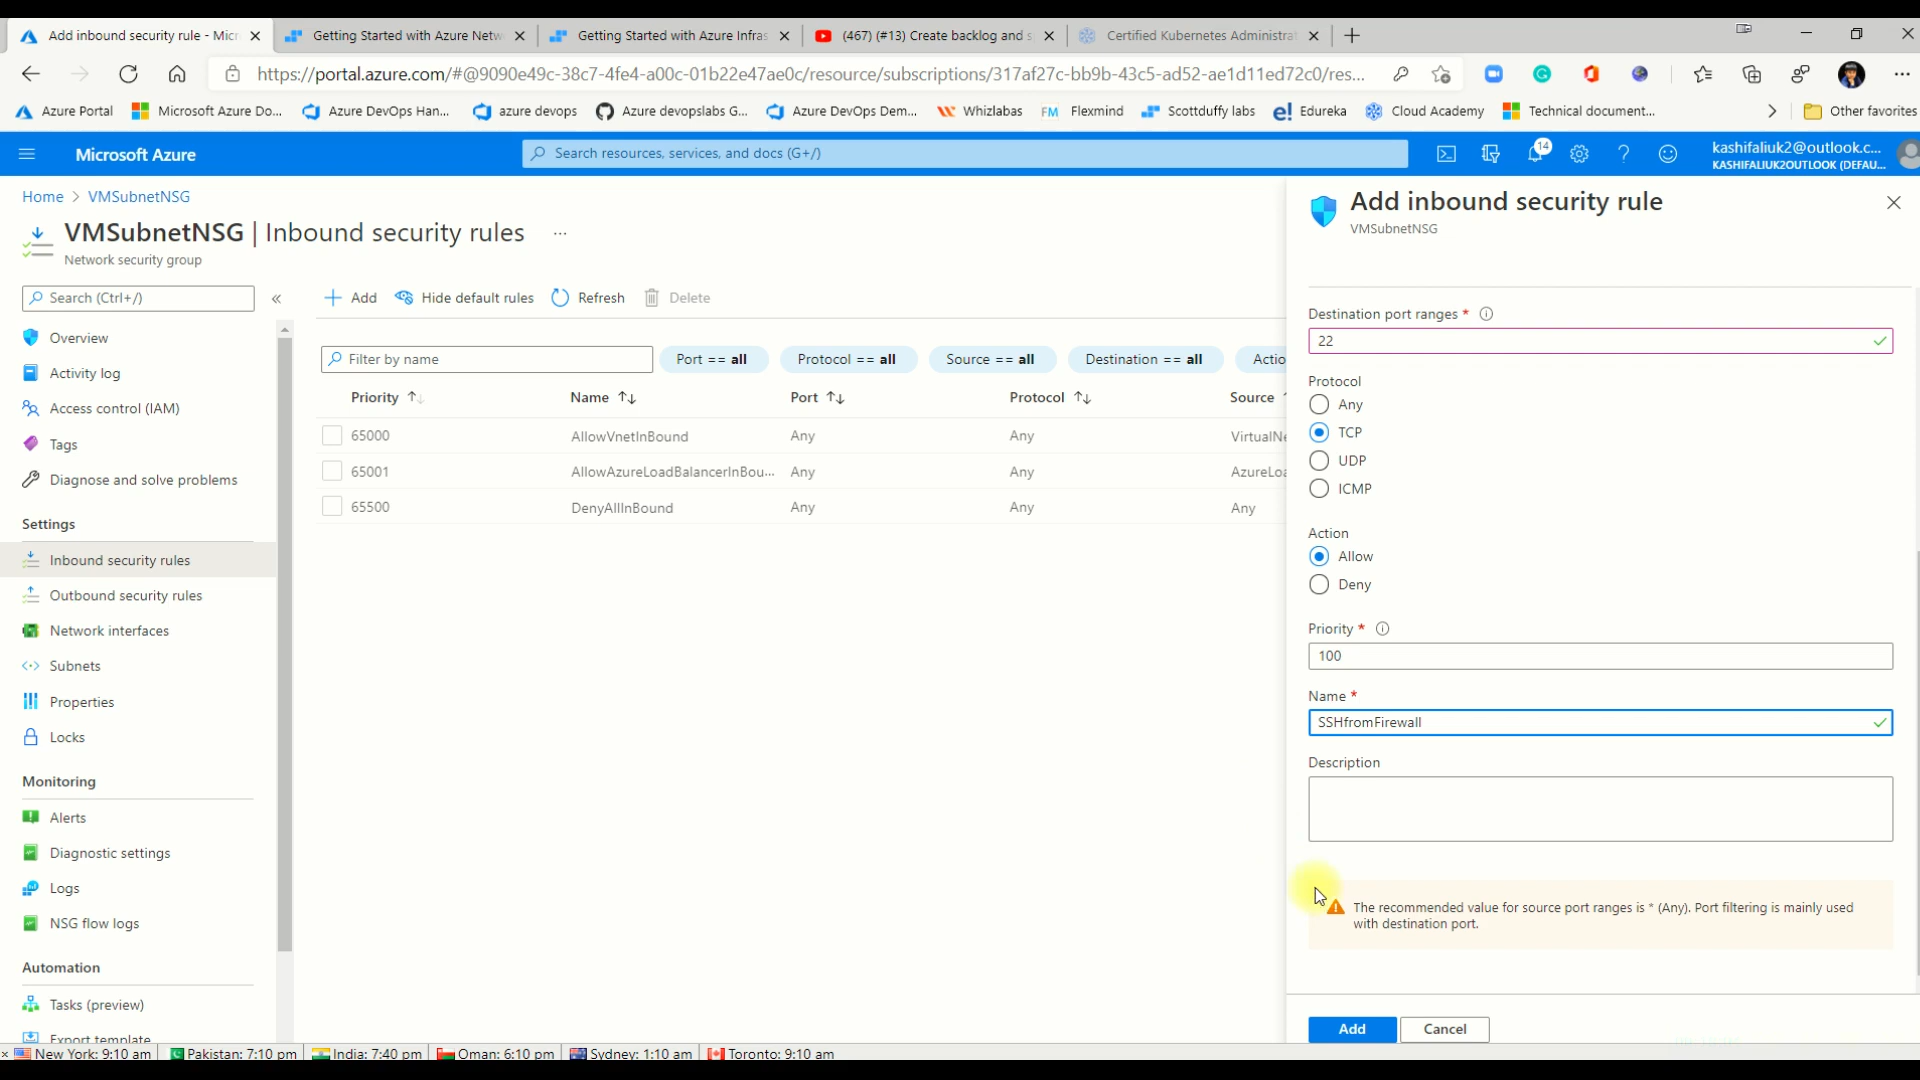 Add inbound security rule - Micr
Getting Started with Azure Netw
Getting Started with Azure Infras
(467) (#13) Create backlog and s
Certified Kubernetes Administrat
https://portal.azure.com/#@9090e49c-38c7-4fe4-a00c-01b22e47ae0c/resource/subscriptions/317af27c-bb9b-43c5-ad52-ae1d11ed72c0/res...
Azure Portal
Microsoft Azure Do...
Azure DevOps Han...
azure devops
Azure devopslabs G...
Azure DevOps Dem...
Whizlabas
FM Flexmind
Scottduffy labs
e! Edureka
Cloud Academy
Technical document...
Other favorites
Microsoft Azure
Search resources, services, and docs (G+/)
14
kashifaliuk2@outlook.c...
KASHIFALIUK2OUTLOOK (DEFAU...
Home > VMSubnetNSG
VMSubnetNSG | Inbound security rules ...
Network security group
Search (Ctrl+/)
«
Overview
Activity log
Access control (IAM)
Tags
Diagnose and solve problems
Settings
Inbound security rules
Outbound security rules
Network interfaces
Subnets
Properties
Locks
Monitoring
Alerts
Diagnostic settings
Logs
NSG flow logs
Automation
Tasks (preview)
Export template
Add
Hide default rules
Refresh
Delete
Filter by name
Port == all
Protocol == all
Source == all
Destination == all
Actio
Priority Name Port Protocol Source
65000 AllowVnetInBound Any Any VirtualNe
65001 AllowAzureLoadBalancerInBou... Any Any AzureLoa
65500 DenyAllInBound Any Any Any
Add inbound security rule
VMSubnetNSG
Destination port ranges *
22
Protocol
Any
TCP
UDP
ICMP
Action
Allow
Deny
Priority *
100
Name *
SSHfromFirewall
Description
The recommended value for source port ranges is * (Any). Port filtering is mainly used
with destination port.
Add
Cancel
New York: 9:10 am
Pakistan: 7:10 pm
India: 7:40 pm
Oman: 6:10 pm
Sydney: 1:10 am
Toronto: 9:10 am